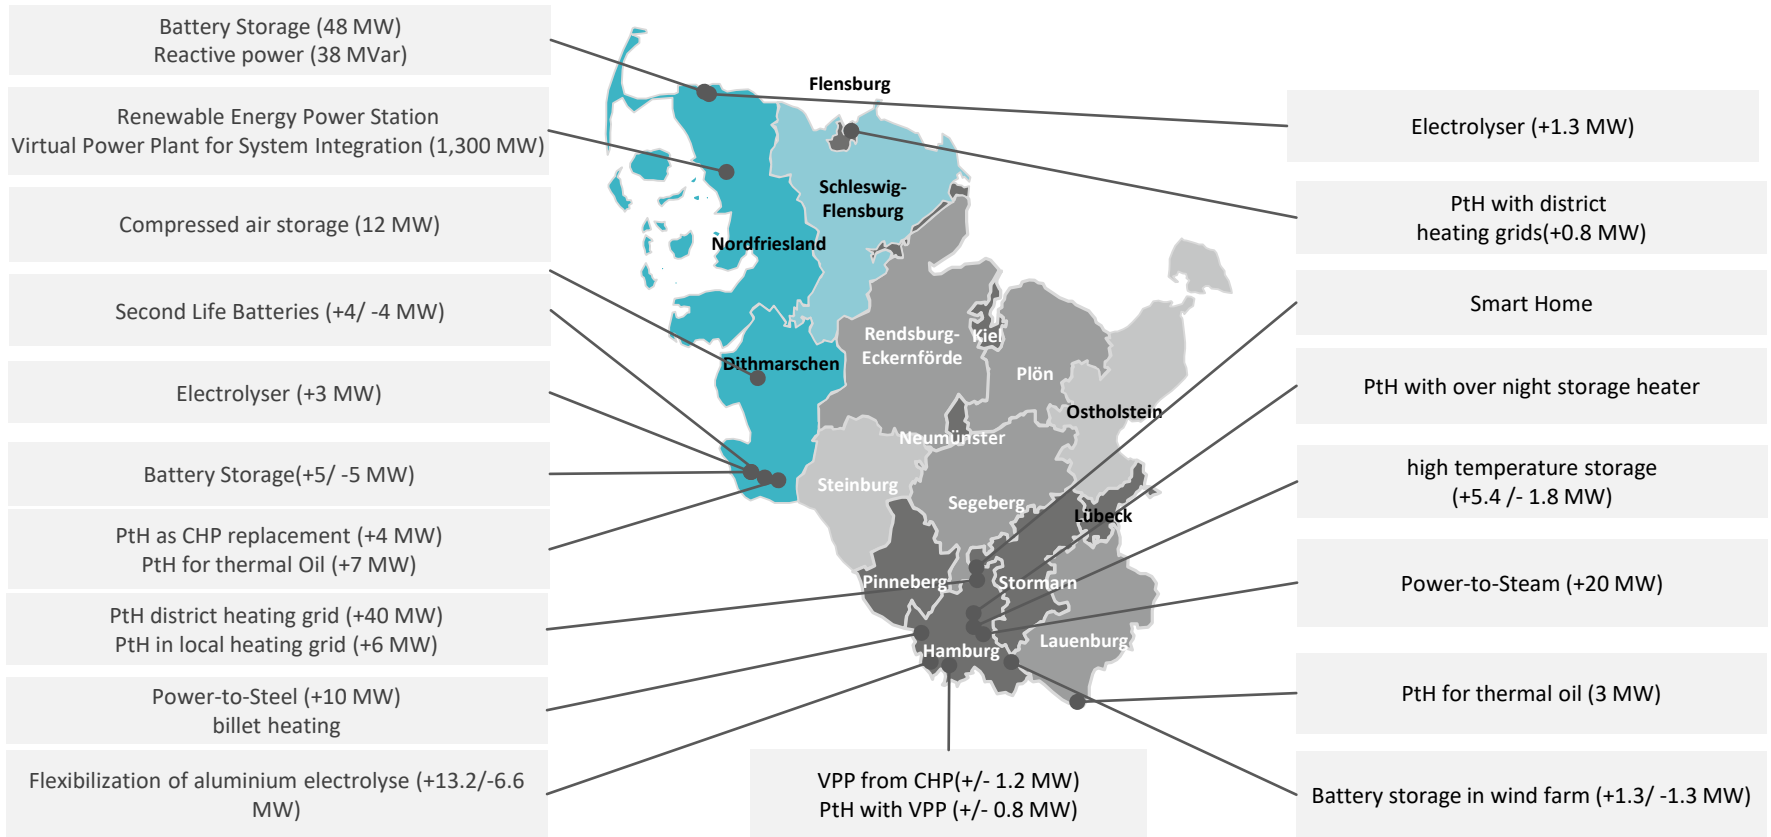 Battery Storage (48 MW)
Reactive power (38 MVar)
Renewable Energy Power Station
Virtual Power Plant for System Integration (1,300 MW)
Compressed air storage (12 MW)
Second Life Batteries (+4/ -4 MW)
Electrolyser (+3 MW)
Battery Storage(+5/ -5 MW)
PtH as CHP replacement (+4 MW)
PtH for thermal Oil (+7 MW)
PtH district heating grid (+40 MW)
PtH in local heating grid (+6 MW)
Power-to-Steel (+10 MW)
billet heating
Flexibilization of aluminium electrolyse (+13.2/-6.6
MW)
Flensburg
Schleswig-
Flensburg
Nordfriesland
Rendsburg-
Eckernförde
Kiel
Dithmarschen
Plön
Ostholstein
Neumünster
Steinburg
Segeberg
Lübeck
Pinneberg
Stormarn
Lauenburg
Hamburg
VPP from CHP(+/- 1.2 MW)
PtH with VPP (+/- 0.8 MW)
Electrolyser (+1.3 MW)
PtH with district
heating grids(+0.8 MW)
Smart Home
PtH with over night storage heater
high temperature storage
(+5.4 /- 1.8 MW)
Power-to-Steam (+20 MW)
PtH for thermal oil (3 MW)
Battery storage in wind farm (+1.3/ -1.3 MW)